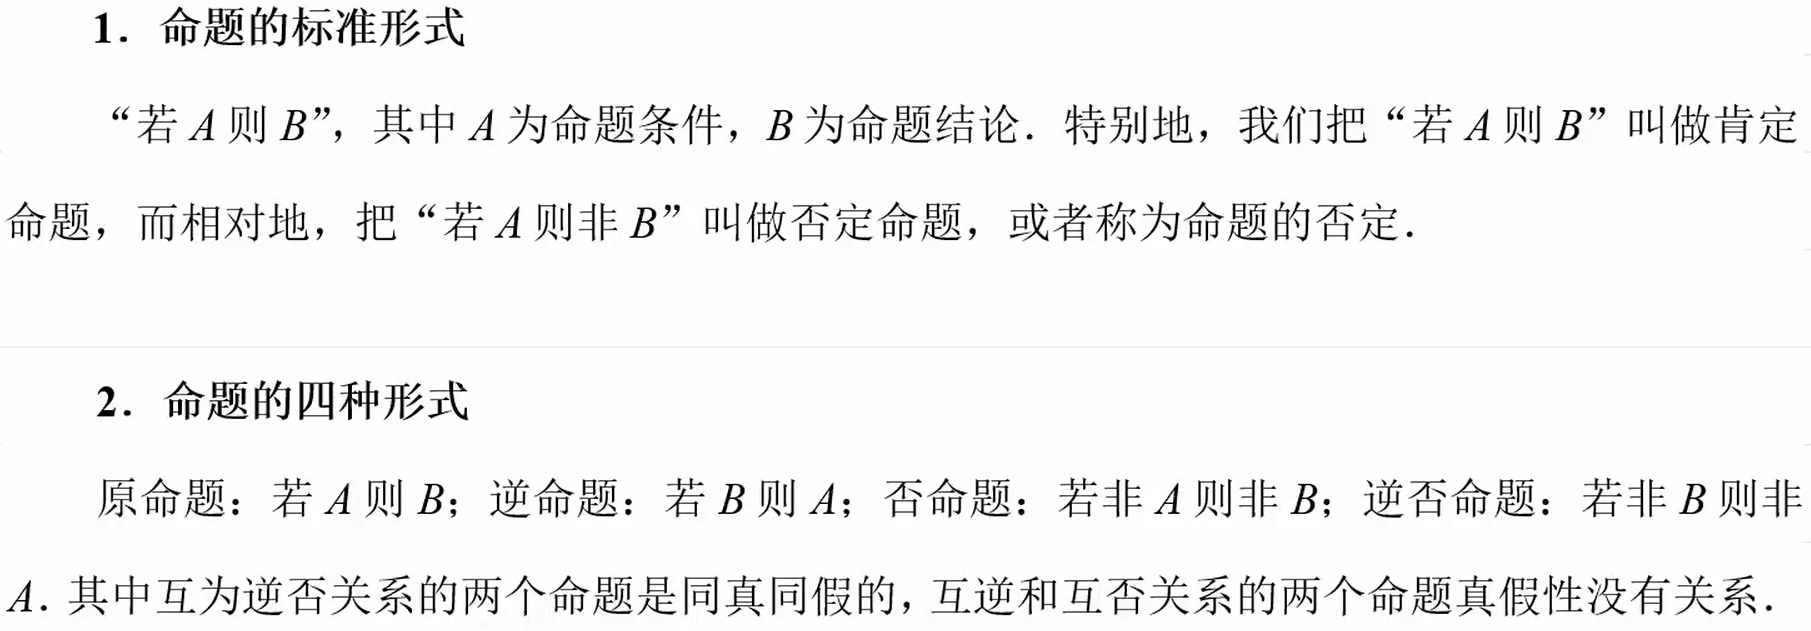 1．命题的标准形式
“若 A 则 B”，其中 A 为命题条件，B 为命题结论．特别地，我们把“若 A 则 B”叫做肯定
命题，而相对地，把“若 A 则非 B”叫做否定命题，或者称为命题的否定．
2．命题的四种形式
原命题：若 A 则 B；逆命题：若 B 则 A；否命题：若非 A 则非 B；逆否命题：若非 B 则非
A．其中互为逆否关系的两个命题是同真同假的，互逆和互否关系的两个命题真假性没有关系．